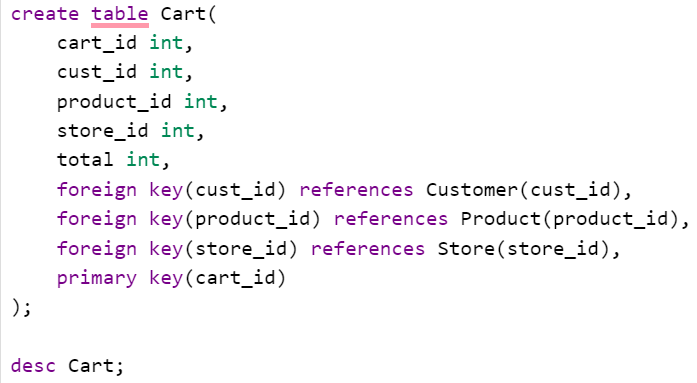 create table Cart(
    cart_id int,
    cust_id int,
    product_id int,
    store_id int,
    total int,
    foreign key(cust_id) references Customer(cust_id),
    foreign key(product_id) references Product(product_id),
    foreign key(store_id) references Store(store_id),
    primary key(cart_id)
);

desc Cart;